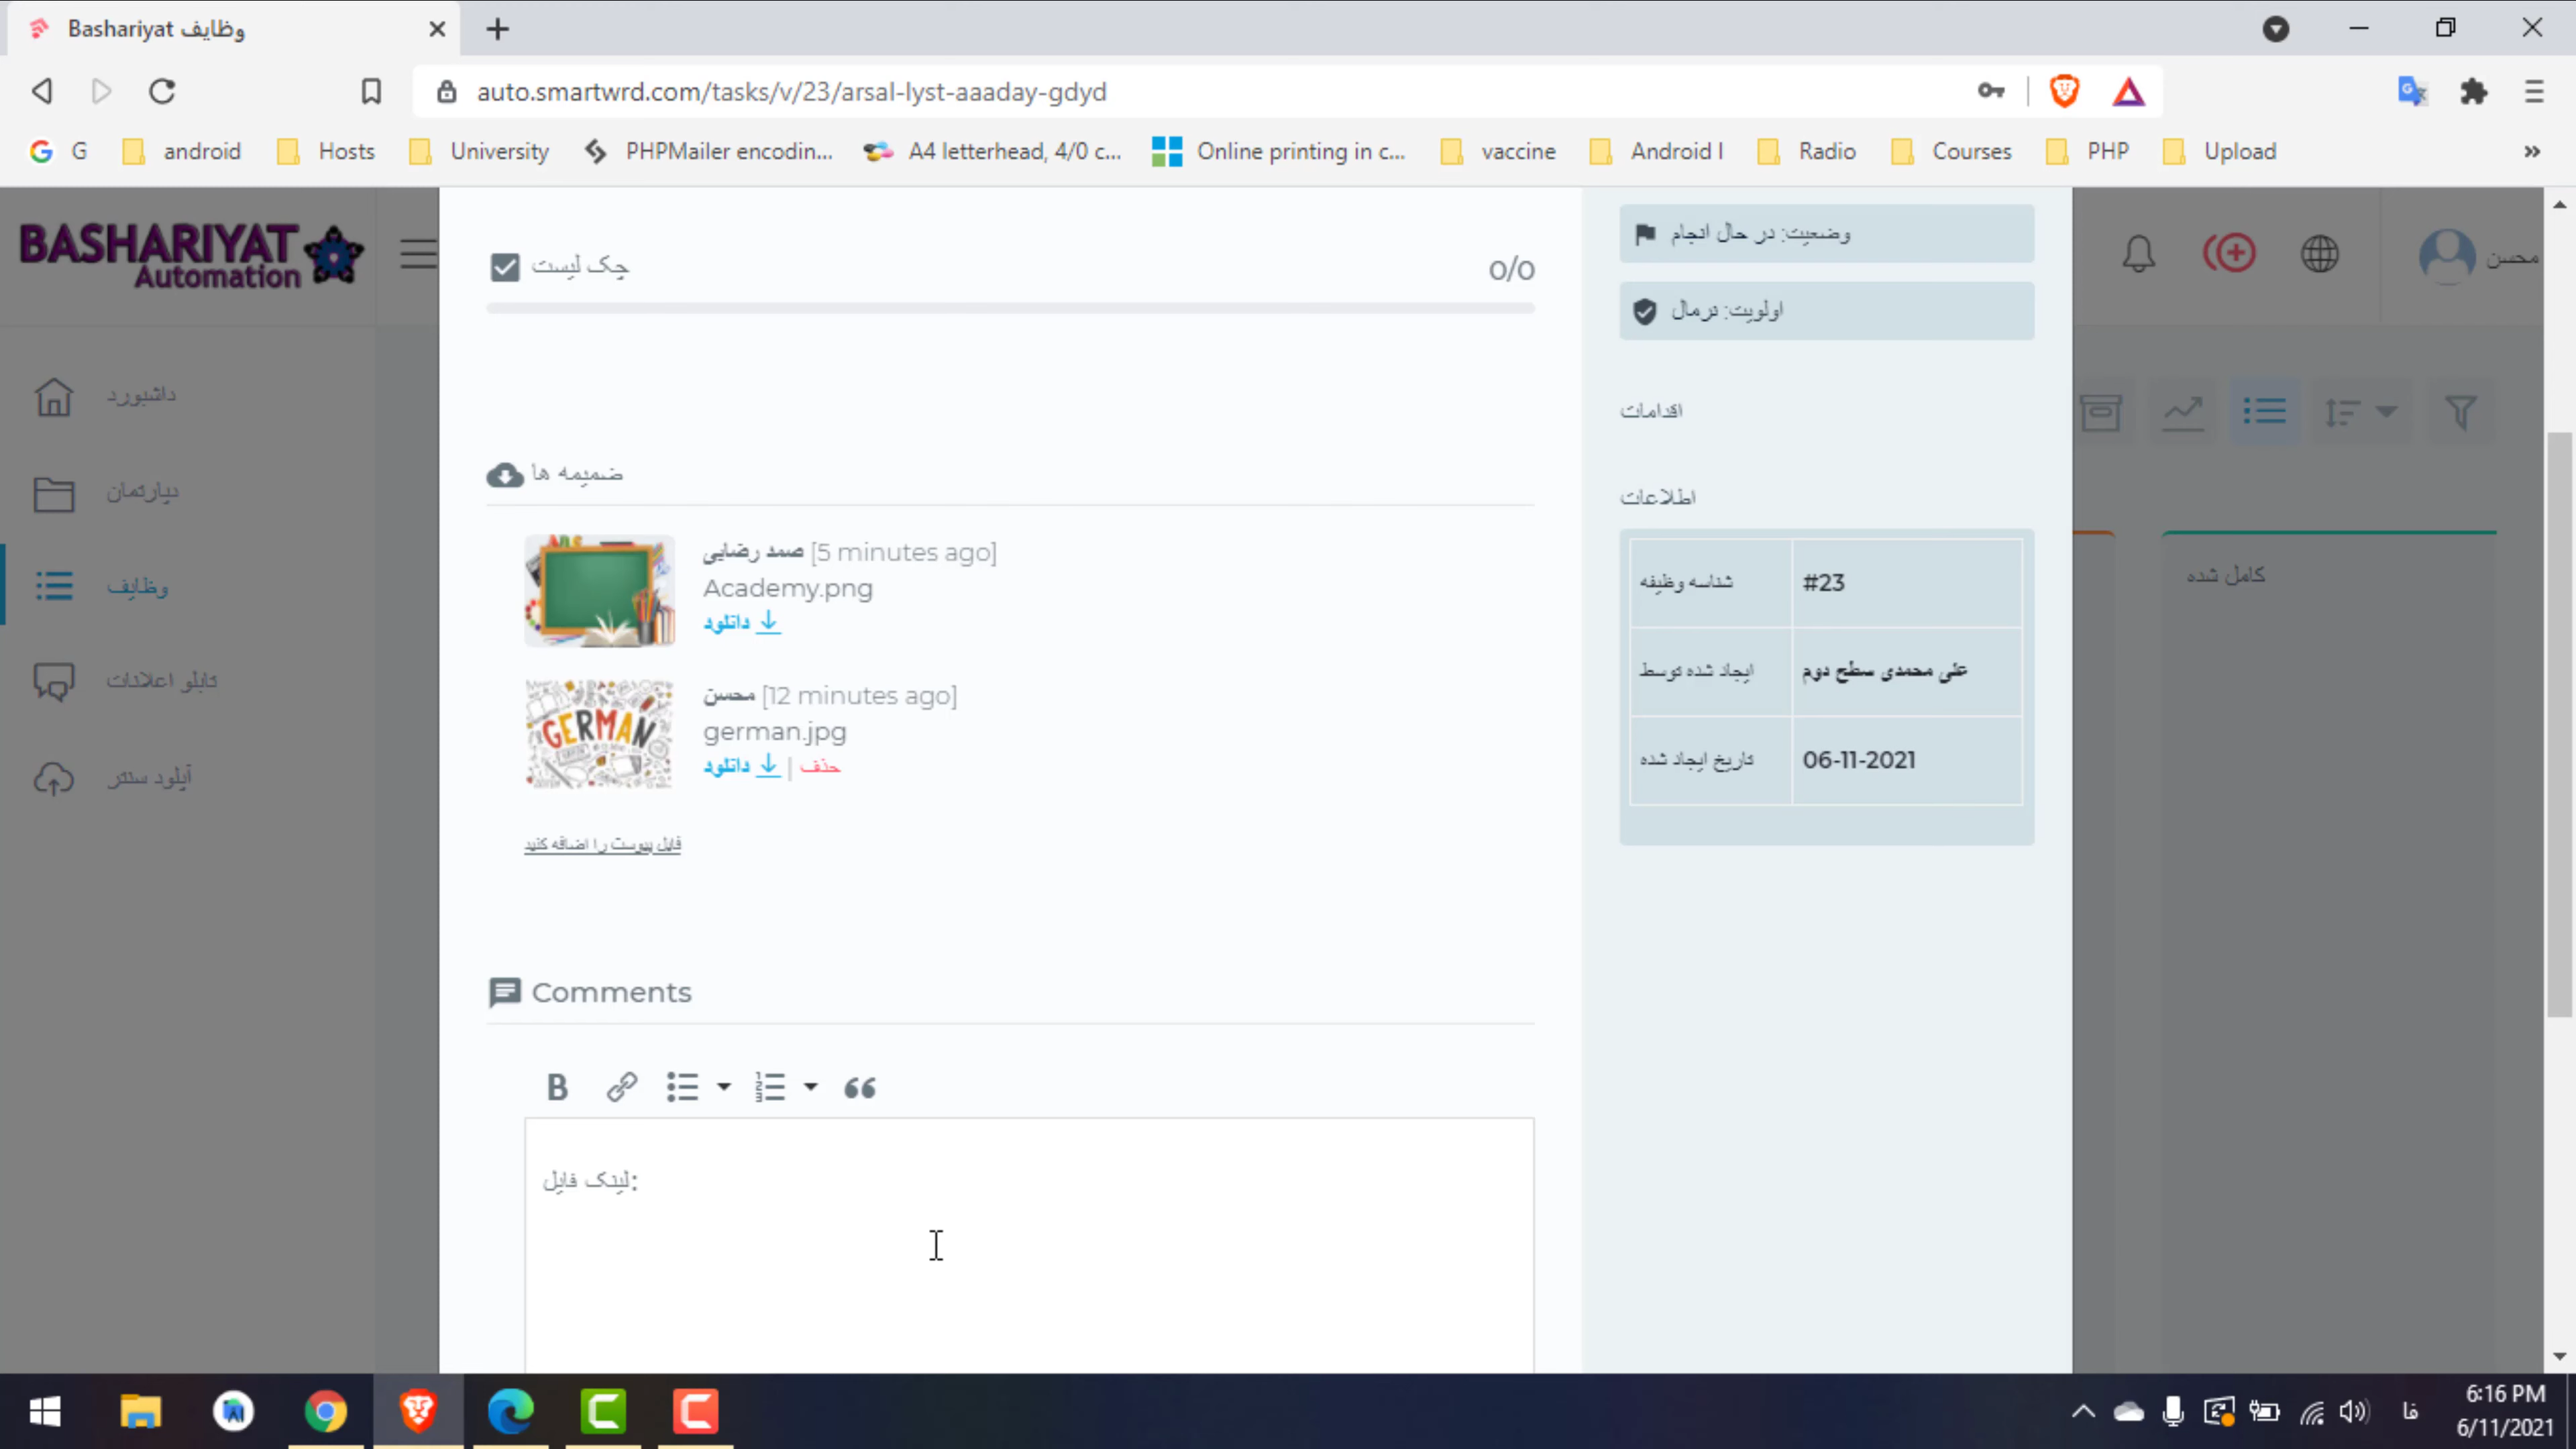 وظایف Bashariyat
auto.smartwrd.com/tasks/v/23/arsal-lyst-aaaday-gdyd
G
android
Hosts
University
PHPMailer encodin...
A4 letterhead, 4/0 c...
Online printing in c...
vaccine
Android I
Radio
Courses
PHP
Upload
BASHARIYAT
Automation
محسن
داشبورد
دپارتمان
وظایف
تابلو اعلانات
آپلود سنتر
چک لیست
0/0
ضمیمه ها
صمد رضایی [5 minutes ago]
Academy.png
دانلود
GERMAN
محسن [12 minutes ago]
german.jpg
دانلود | حذف
فایل پیوست را اضافه کنید
Comments
لینک فایل:
وضعیت: در حال انجام
اولویت: نرمال
اقدامات
اطلاعات
شناسه وظیفه #23
ایجاد شده توسط علی محمدی سطح دوم
تاریخ ایجاد شده 06-11-2021
کامل شده
فا
6:16 PM
6/11/2021